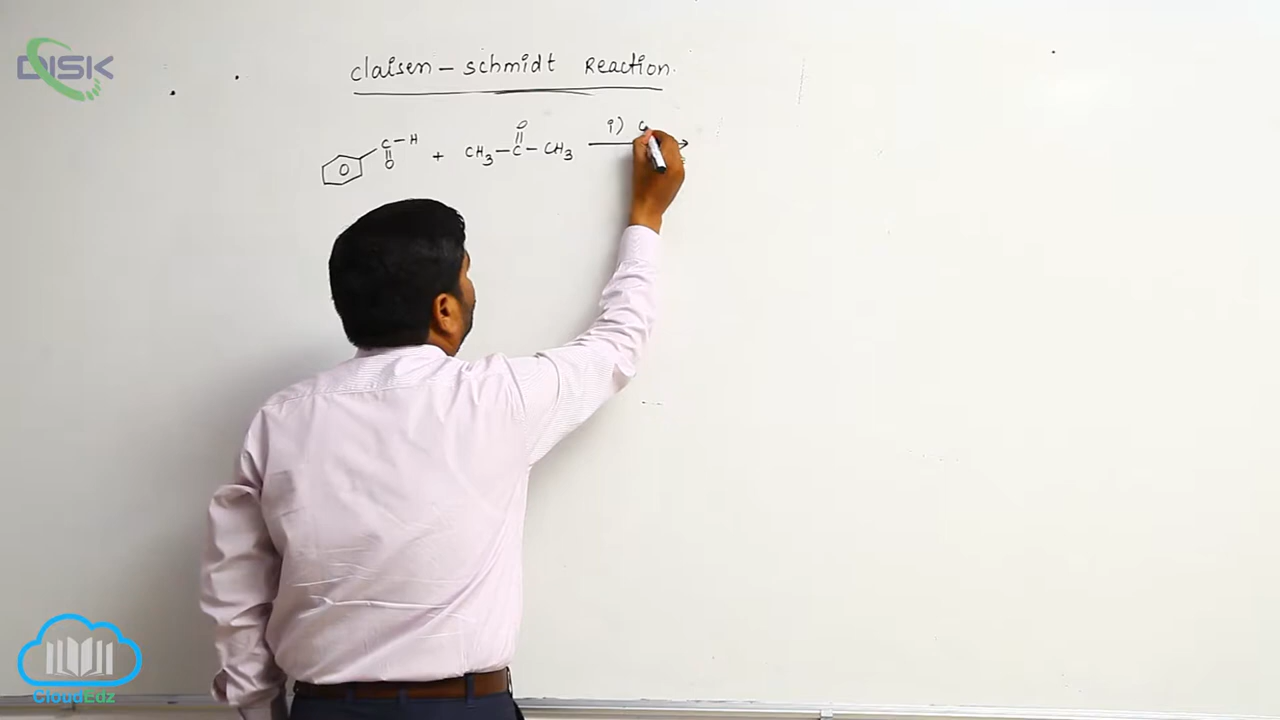 DISK
Claisen - Schmidt Reaction.
C - H
O
O
+ CH3 - C - CH3
O
i)
CloudEdz